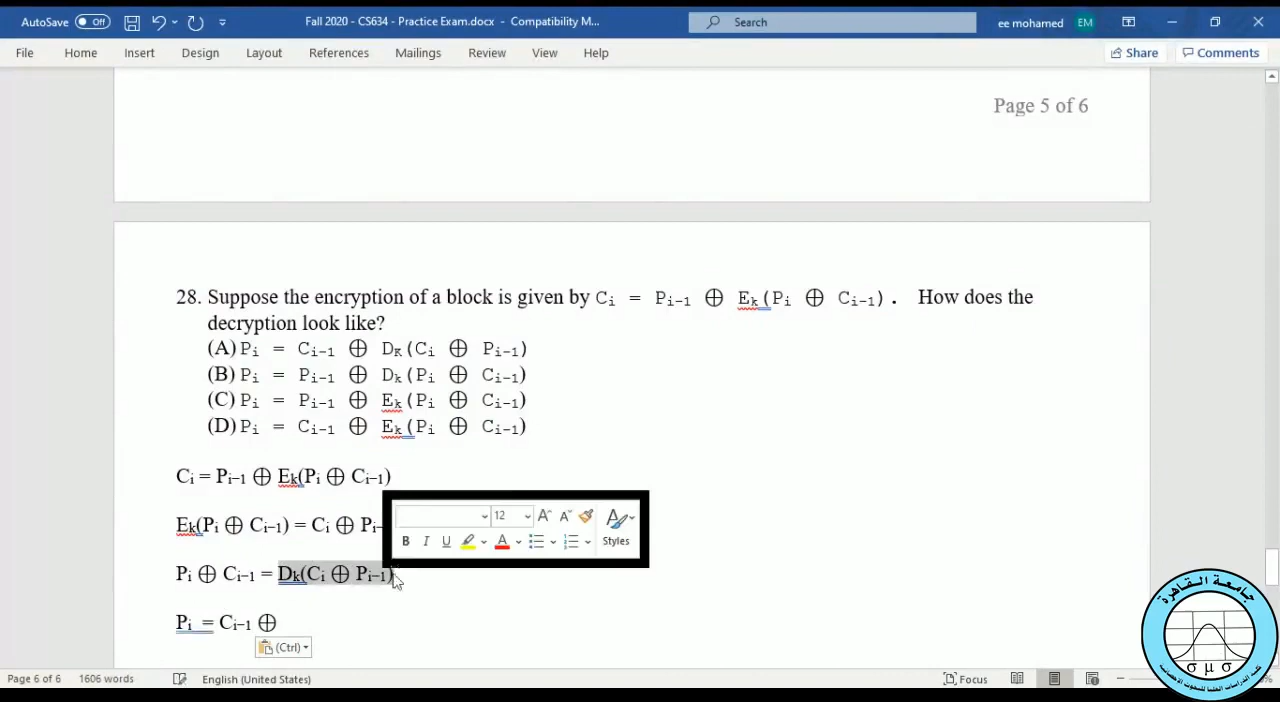 AutoSave Off Fall 2020 - CS634 - Practice Exam.docx - Compatibility M... Search ee mohamed EM
File Home Insert Design Layout References Mailings Review View Help Share Comments
Page 5 of 6
28. Suppose the encryption of a block is given by Ci = Pi-1 ⊕ Ek(Pi ⊕ Ci-1). How does the
decryption look like?
(A) Pi = Ci-1 ⊕ DK(Ci ⊕ Pi-1)
(B) Pi = Pi-1 ⊕ Dk(Pi ⊕ Ci-1)
(C) Pi = Pi-1 ⊕ Ek(Pi ⊕ Ci-1)
(D) Pi = Ci-1 ⊕ Ek(Pi ⊕ Ci-1)
Ci = Pi-1 ⊕ Ek(Pi ⊕ Ci-1)
12 A A
Ek(Pi ⊕ Ci-1) = Ci ⊕ Pi-
B I U A Styles
Pi ⊕ Ci-1 = Dk(Ci ⊕ Pi-1)
Pi = Ci-1 ⊕
(Ctrl)
جامعة القاهرة
σ μ σ
Page 6 of 6 1606 words English (United States) Focus